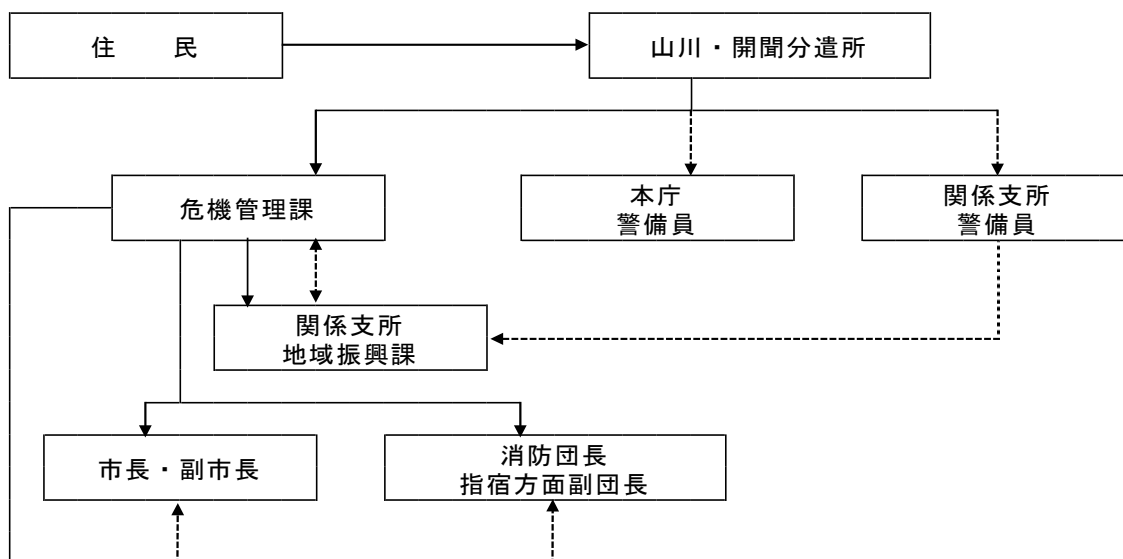 住　　民
山川・開聞分遣所
危機管理課
本庁
警備員
関係支所
警備員
関係支所
地域振興課
市長・副市長
消防団長
指宿方面副団長